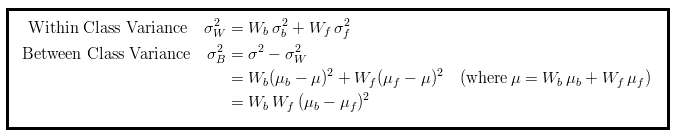 Within Class Variance σ²_W = W_b σ²_b + W_f σ²_f
Between Class Variance σ²_B = σ² − σ²_W
= W_b(μ_b − μ)² + W_f(μ_f − μ)² (where μ = W_b μ_b + W_f μ_f)
= W_b W_f (μ_b − μ_f)²